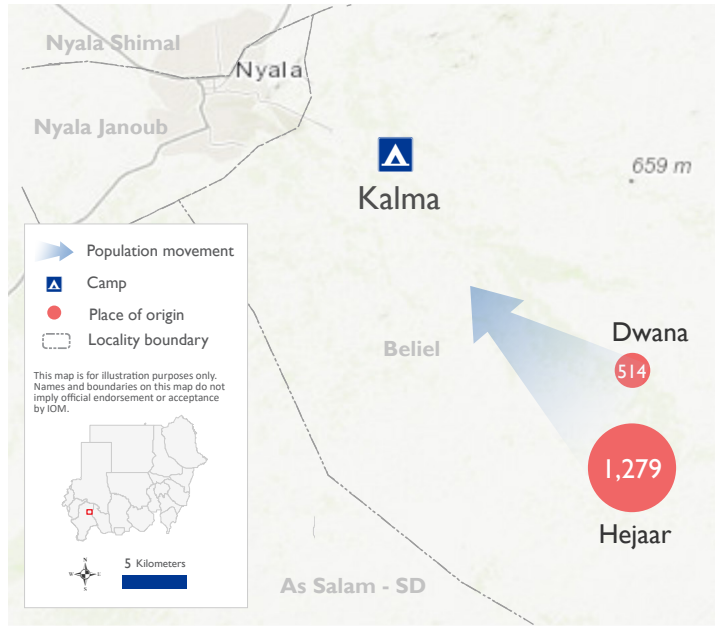 Nyala Shimal
Nyala
Nyala Janoub
659 m
Kalma
Population movement
Camp
Place of origin
Locality boundary
This map is for illustration purposes only.
Names and boundaries on this map do not
imply official endorsement or acceptance
by IOM.
N
W
E
S
5 Kilometers
Beliel
Dwana
514
1,279
Hejaar
As Salam - SD